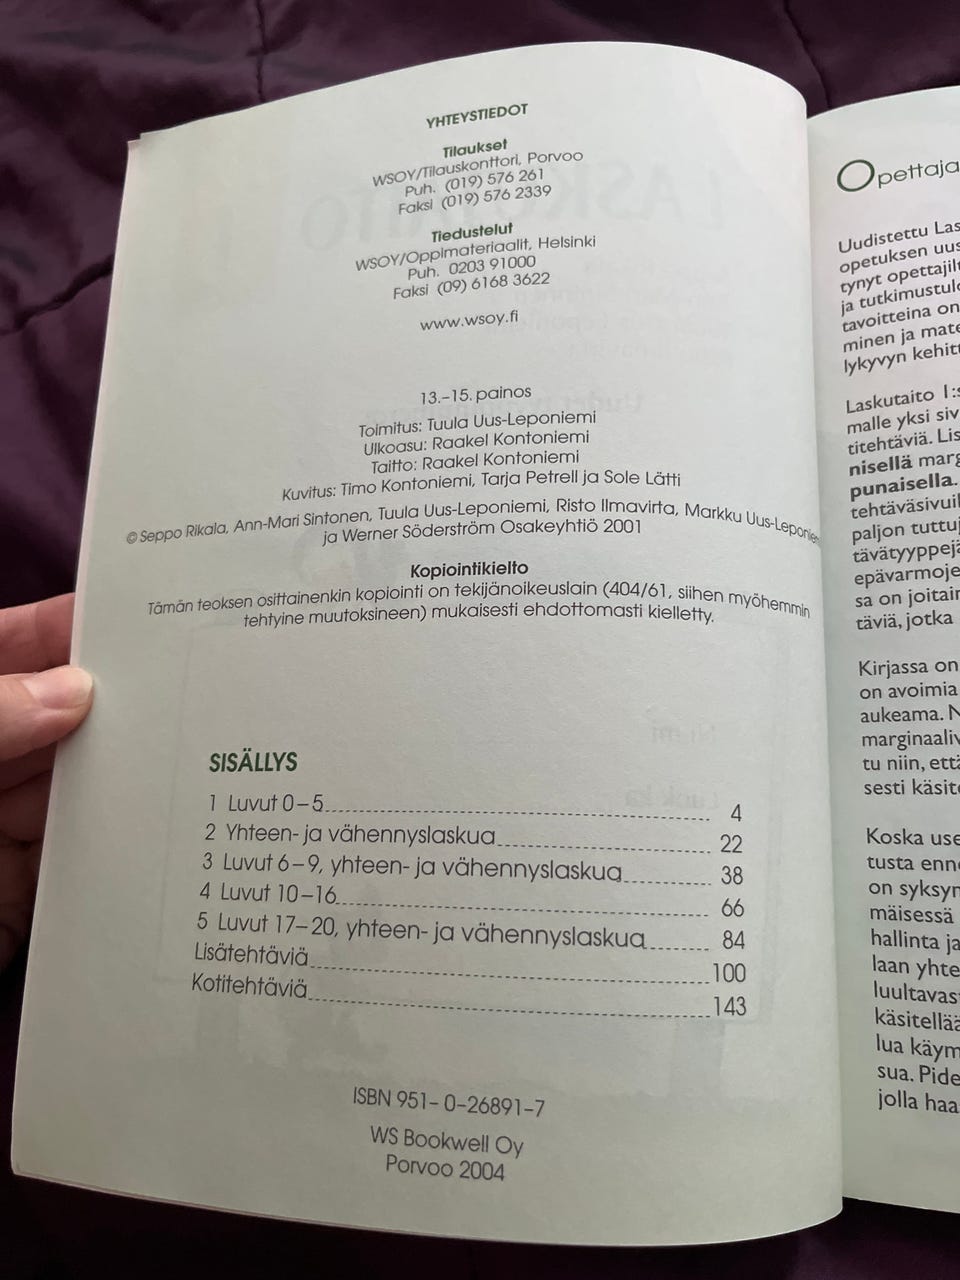 YHTEYSTIEDOT
Tilaukset
WSOY/Tilauskonttori, Porvoo
Puh. (019) 576 261
Faksi (019) 576 2339
Tiedustelut
WSOY/Oppimateriaalit, Helsinki
Puh. 0203 91000
Faksi (09) 6168 3622
www.wsoy.fi
13.–15. painos
Toimitus: Tuula Uus-Leponiemi
Ulkoasu: Raakel Kontoniemi
Taitto: Raakel Kontoniemi
Kuvitus: Timo Kontoniemi, Tarja Petrell ja Sole Lätti
© Seppo Rikala, Ann-Mari Sintonen, Tuula Uus-Leponiemi, Risto Ilmavirta, Markku Uus-Leponie
ja Werner Söderström Osakeyhtiö 2001
Kopiointikielto
Tämän teoksen osittainenkin kopiointi on tekijänoikeuslain (404/61, siihen myöhemmin
tehtyine muutoksineen) mukaisesti ehdottomasti kielletty.
SISÄLLYS
1 Luvut 0–5 4
2 Yhteen- ja vähennyslaskua 22
3 Luvut 6–9, yhteen- ja vähennyslaskua 38
4 Luvut 10–16 66
5 Luvut 17–20, yhteen- ja vähennyslaskua 84
Lisätehtäviä 100
Kotitehtäviä 143
ISBN 951-0-26891-7
WS Bookwell Oy
Porvoo 2004
Opettaja
Uudistettu Las
opetuksen uus
tynyt opettajilt
ja tutkimustulo
tavoitteina on
minen ja mate
lykyvyn kehitt
Laskutaito 1:s
malle yksi siv
titehtäviä. Lis
nisellä marg
punaisella.
tehtäväsivuil
paljon tuttuj
tävätyyppejä
epävarmoje
sa on joitain
täviä, jotka
Kirjassa on
on avoimia
aukeama. N
marginaaliv
tu niin, että
sesti käsite
Koska use
tusta enne
on syksyn
mäisessä
hallinta ja
laan yhte
luultavast
käsitellää
lua käym
sua. Pide
jolla haa